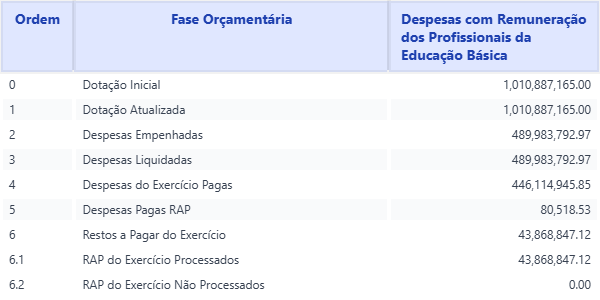 Ordem Fase Orçamentária Despesas com Remuneração
dos Profissionais da
Educação Básica
0 Dotação Inicial 1,010,887,165.00
1 Dotação Atualizada 1,010,887,165.00
2 Despesas Empenhadas 489,983,792.97
3 Despesas Liquidadas 489,983,792.97
4 Despesas do Exercício Pagas 446,114,945.85
5 Despesas Pagas RAP 80,518.53
6 Restos a Pagar do Exercício 43,868,847.12
6.1 RAP do Exercício Processados 43,868,847.12
6.2 RAP do Exercício Não Processados 0.00